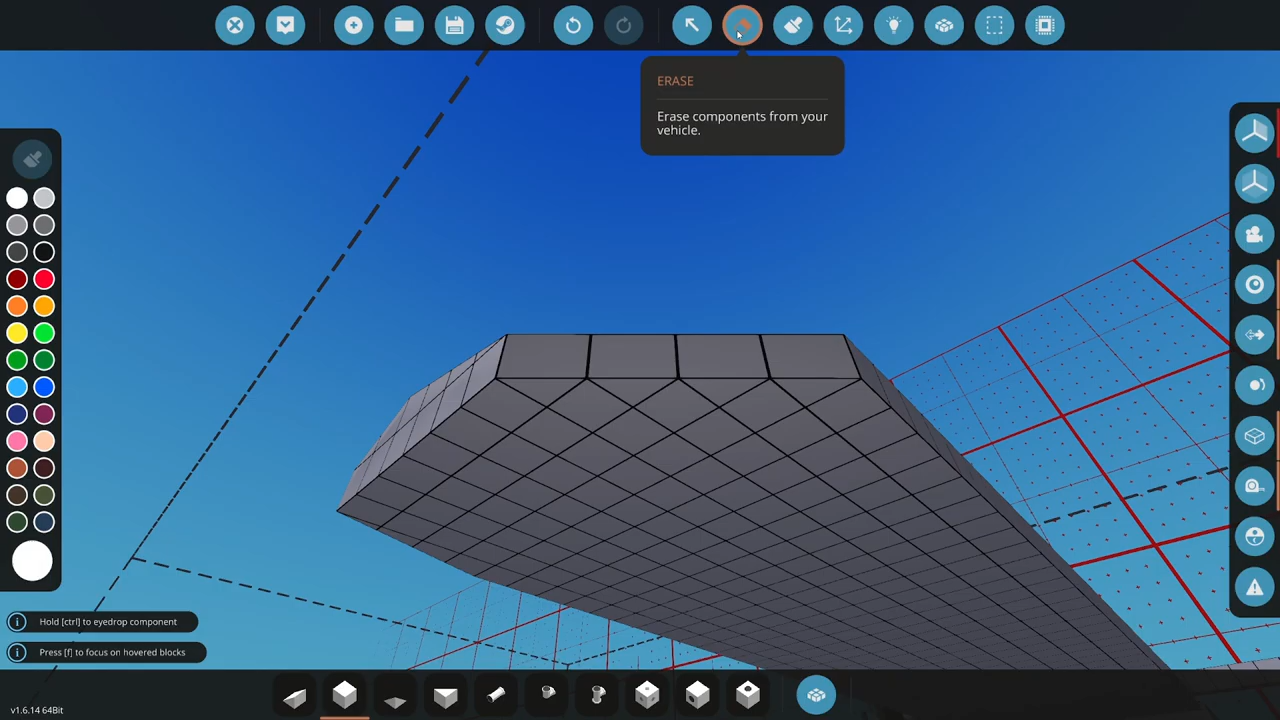 ERASE
Erase components from your
vehicle.
Hold [ctrl] to eyedrop component
Press [f] to focus on hovered blocks
v1.6.14 64Bit